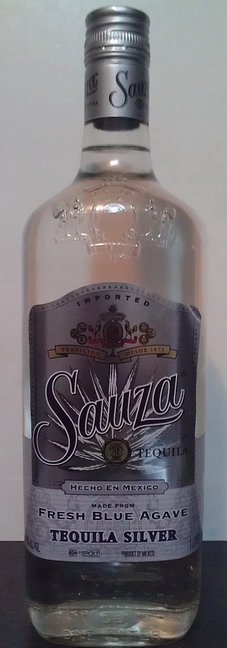 Sauza
IMPORTED
TRADICION DESDE 1873
Sauza
TEQUILA
HECHO EN MEXICO
MADE FROM
FRESH BLUE AGAVE
TEQUILA SILVER
PRODUCT OF MEXICO